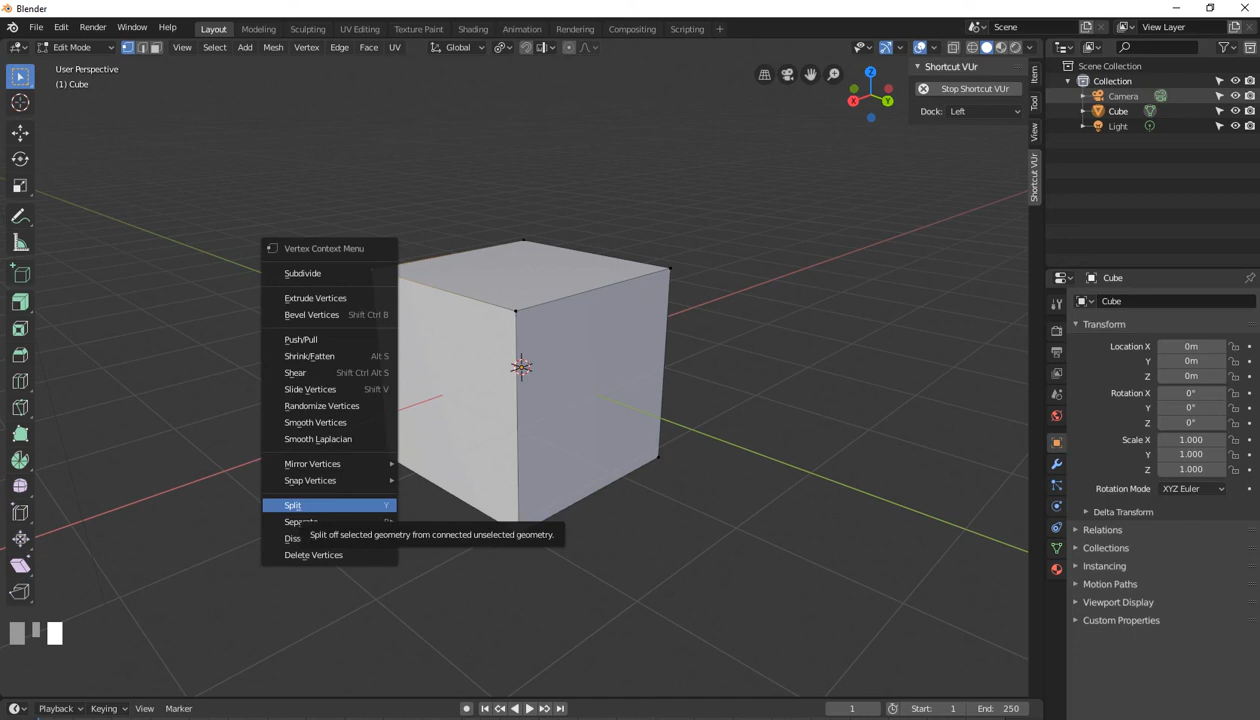 Blender
File Edit Render Window Help Layout Modeling Sculpting UV Editing Texture Paint Shading Animation Rendering Compositing Scripting Scene View Layer
Edit Mode View Select Add Mesh Vertex Edge Face UV Global
User Perspective
(1) Cube
Shortcut VUr
Stop Shortcut VUr
Dock: Left
Item
Tool
View
Shortcut VUr
X
Y
Z
Scene Collection
Collection
Camera
Cube
Light
Vertex Context Menu
Subdivide
Extrude Vertices
Bevel Vertices Shift Ctrl B
Push/Pull
Shrink/Fatten Alt S
Shear Shift Ctrl Alt S
Slide Vertices Shift V
Randomize Vertices
Smooth Vertices
Smooth Laplacian
Mirror Vertices
Snap Vertices
Split Y
Separate
Diss
Split off selected geometry from connected unselected geometry.
Delete Vertices
Cube
Cube
Transform
Location X 0m
Y 0m
Z 0m
Rotation X 0°
Y 0°
Z 0°
Scale X 1.000
Y 1.000
Z 1.000
Rotation Mode XYZ Euler
Delta Transform
Relations
Collections
Instancing
Motion Paths
Viewport Display
Custom Properties
Playback Keying View Marker 1 Start: 1 End: 250